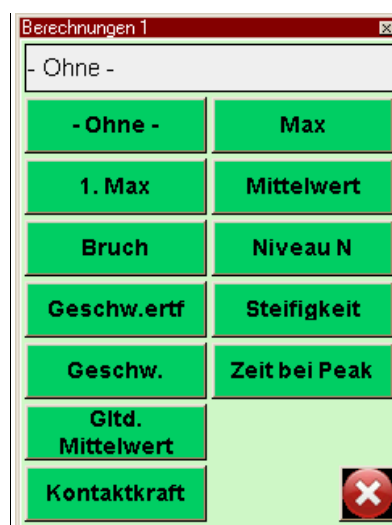 Berechnungen 1
- Ohne -
- Ohne -
Max
1. Max
Mittelwert
Bruch
Niveau N
Geschw.ertf
Steifigkeit
Geschw.
Zeit bei Peak
Gltd.
Mittelwert
Kontaktkraft